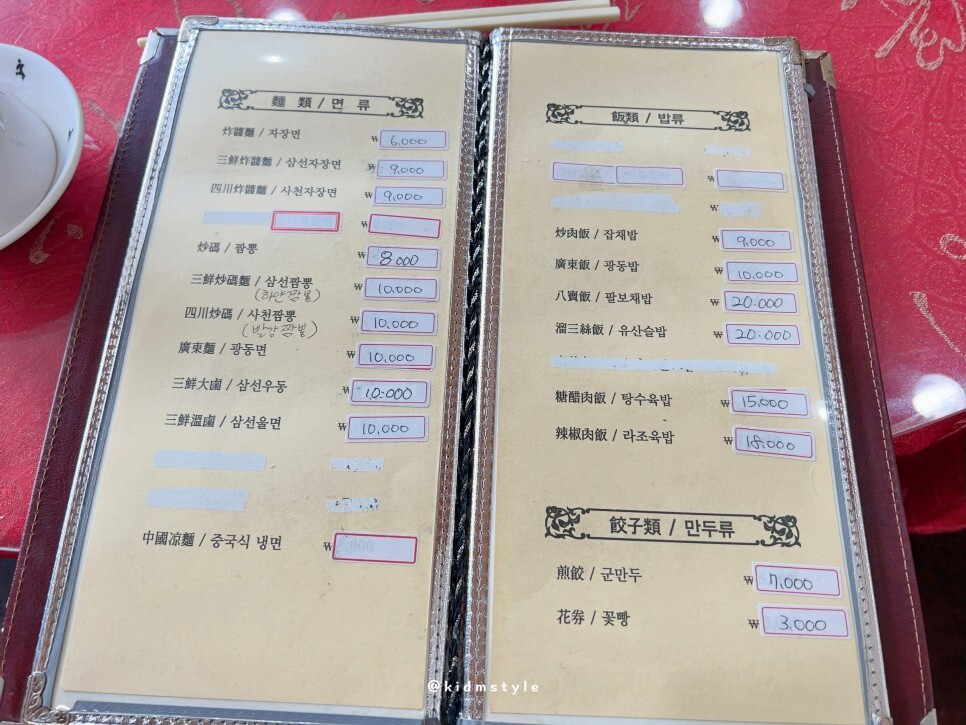 麵 類 / 면 류
炸醬麵 / 자장면 ₩ 6,000
三鮮炸醬麵 / 삼선자장면 ₩ 9,000
四川炸醬麵 / 사천자장면 ₩ 9,000
₩
炒碼 / 짬뽕 ₩ 8,000
三鮮炒碼麵 / 삼선짬뽕 ₩ 10,000
(하얀짬뽕)
四川炒碼 / 사천짬뽕 ₩ 10,000
(빨강짬뽕)
廣東麵 / 광동면 ₩ 10,000
三鮮大鹵 / 삼선우동 ₩ 10,000
三鮮溫鹵 / 삼선울면 ₩ 10,000
中國凉麵 / 중국식 냉면 ₩
飯類 / 밥류
₩
₩
炒肉飯 / 잡채밥 ₩ 9,000
廣東飯 / 광동밥 ₩ 10,000
八寶飯 / 팔보채밥 ₩ 20,000
溜三絲飯 / 유산슬밥 ₩ 20,000
糖醋肉飯 / 탕수육밥 ₩ 15,000
辣椒肉飯 / 라조육밥 ₩ 18,000
餃子類 / 만두류
煎餃 / 군만두 ₩ 7,000
花券 / 꽃빵 ₩ 3,000
@kidmstyle